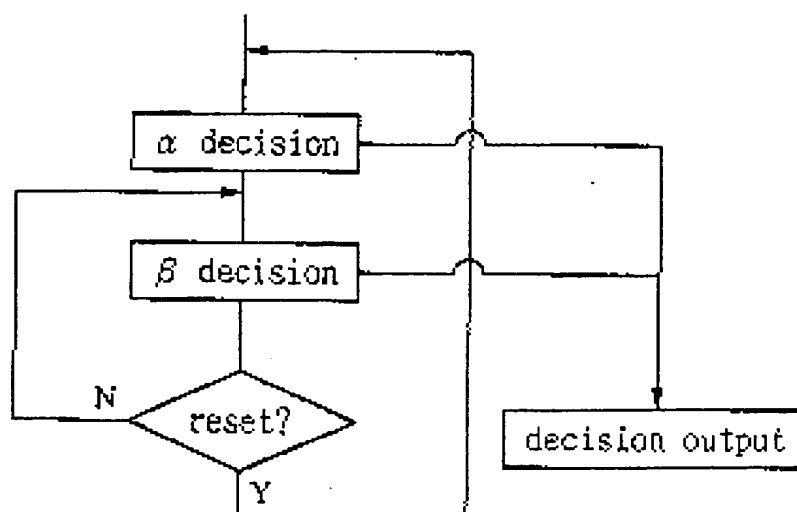 α decision
β decision
N
reset?
decision output
Y